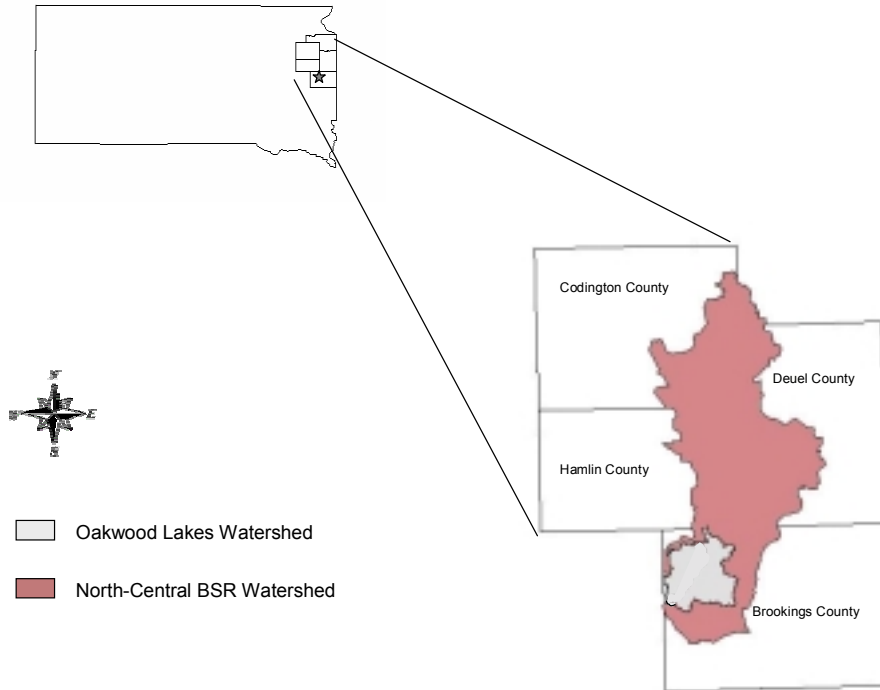 Codington County
Deuel County
Hamlin County
N
W E
S
Oakwood Lakes Watershed
North-Central BSR Watershed
Brookings County